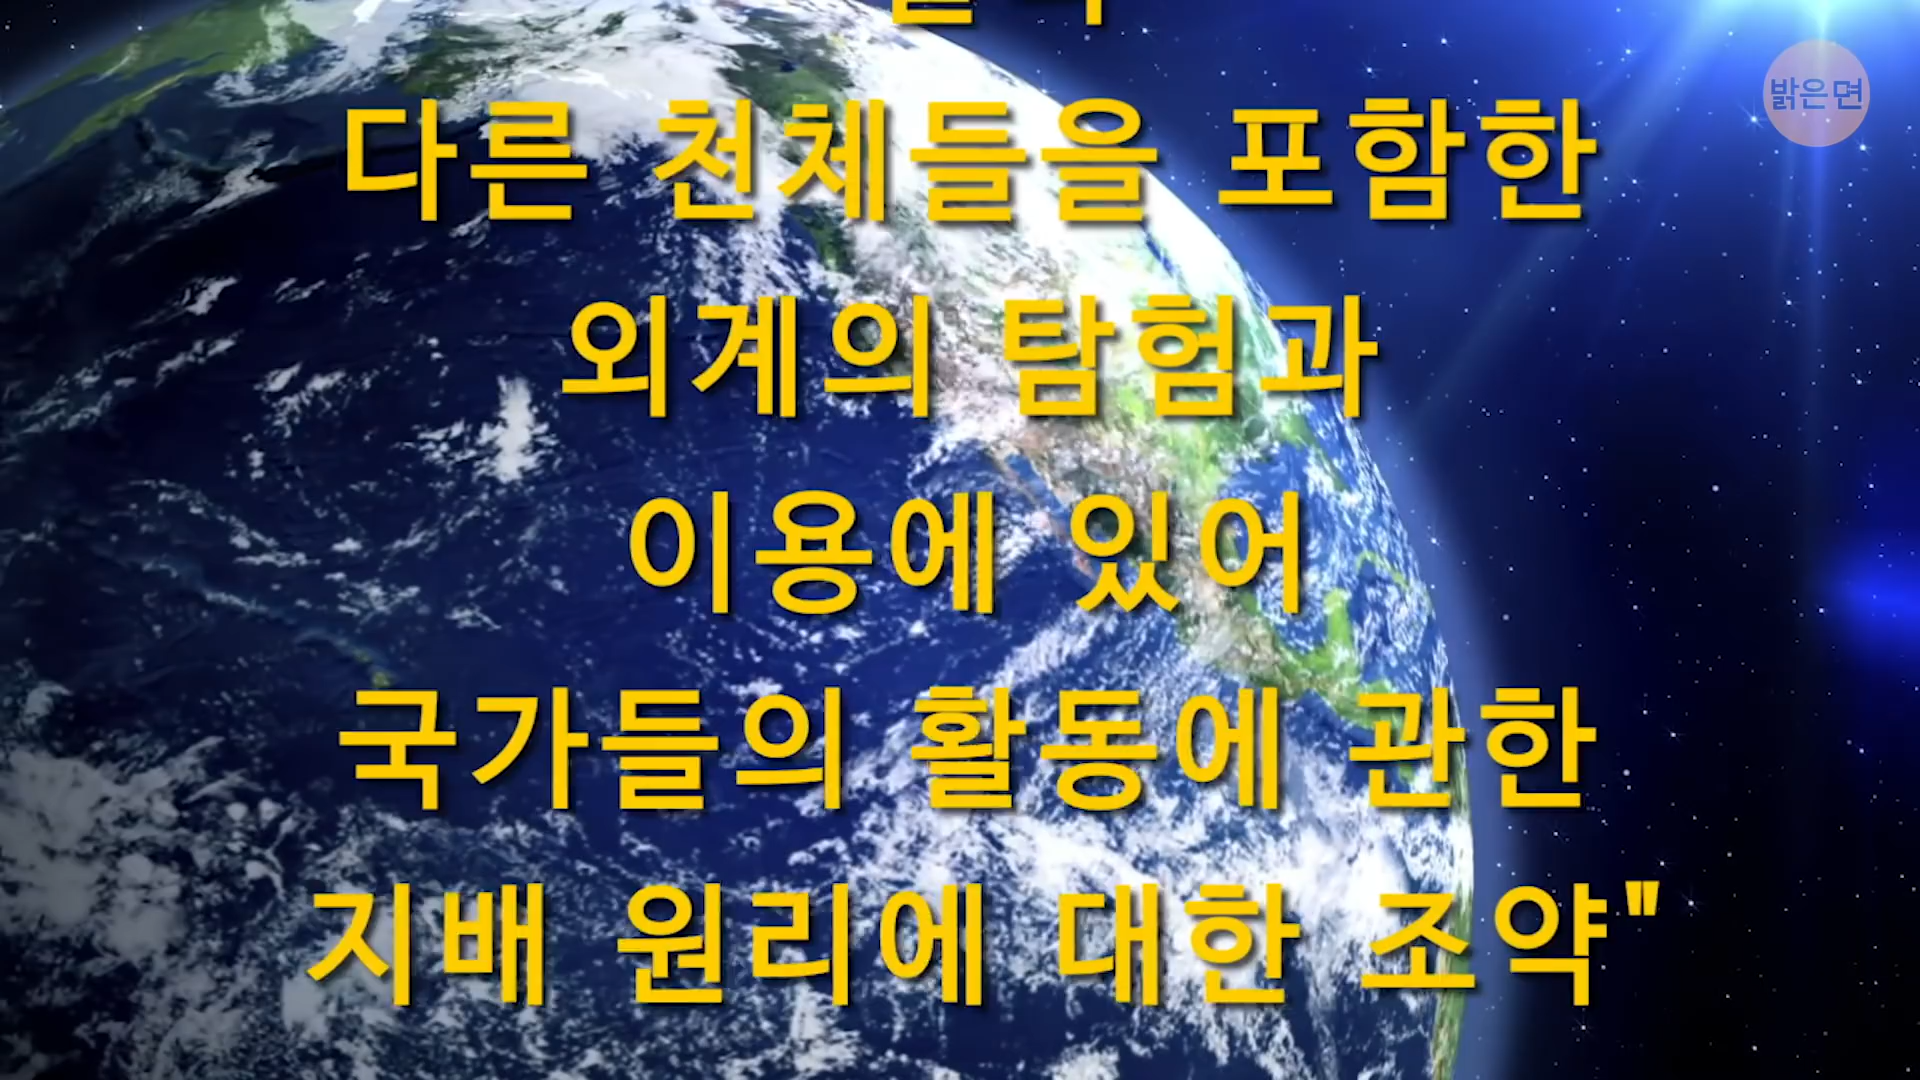 다른 천체들을 포함한
외계의 탐험과
이용에 있어
국가들의 활동에 관한
지배 원리에 대한 조약"
밝은면